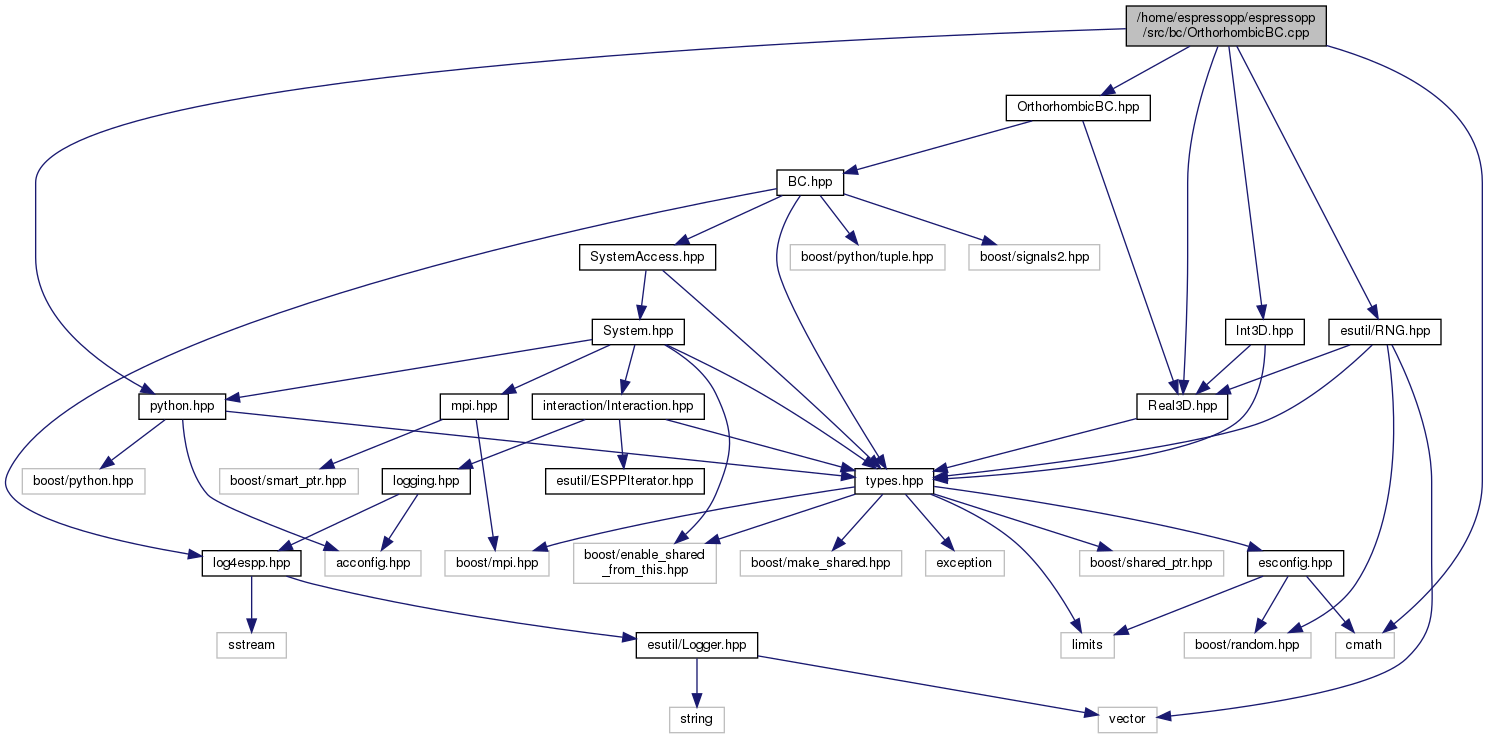 /home/espressopp/espressopp
/src/bc/OrthorhombicBC.cpp
OrthorhombicBC.hpp
BC.hpp
SystemAccess.hpp
boost/python/tuple.hpp
boost/signals2.hpp
System.hpp
Int3D.hpp
esutil/RNG.hpp
python.hpp
mpi.hpp
interaction/Interaction.hpp
Real3D.hpp
boost/python.hpp
boost/smart_ptr.hpp
logging.hpp
esutil/ESPPIterator.hpp
types.hpp
log4espp.hpp
acconfig.hpp
boost/mpi.hpp
boost/enable_shared
_from_this.hpp
boost/make_shared.hpp
exception
boost/shared_ptr.hpp
esconfig.hpp
sstream
esutil/Logger.hpp
limits
boost/random.hpp
cmath
string
vector